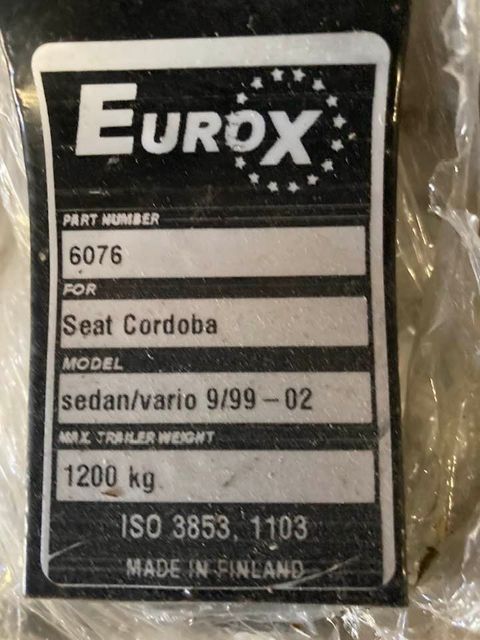 EUROX
PART NUMBER
6076
FOR
Seat Cordoba
MODEL
sedan/vario 9/99 – 02
MAX. TRAILER WEIGHT
1200 kg
ISO 3853, 1103
MADE IN FINLAND